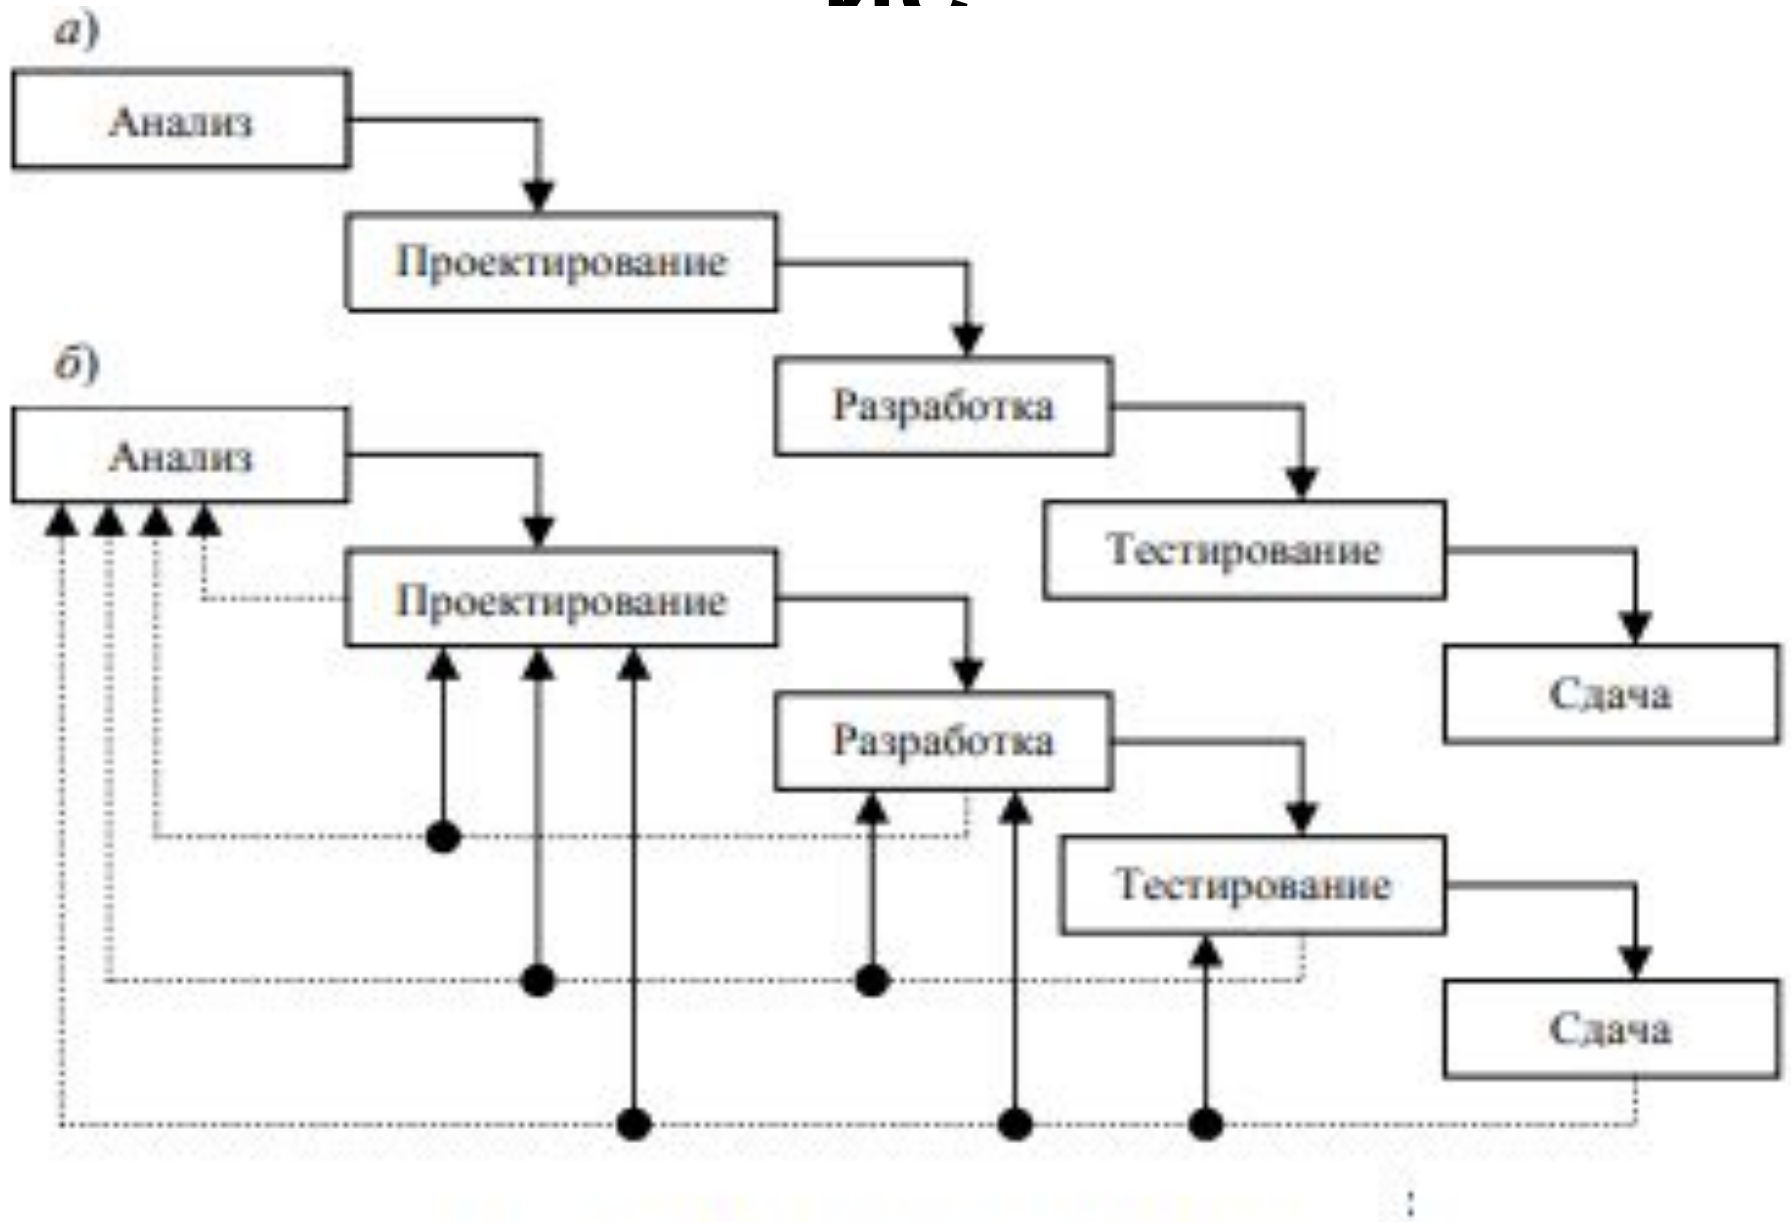 а)
Анализ
Проектирование
Разработка
Тестирование
Сдача
б)
Анализ
Проектирование
Разработка
Тестирование
Сдача